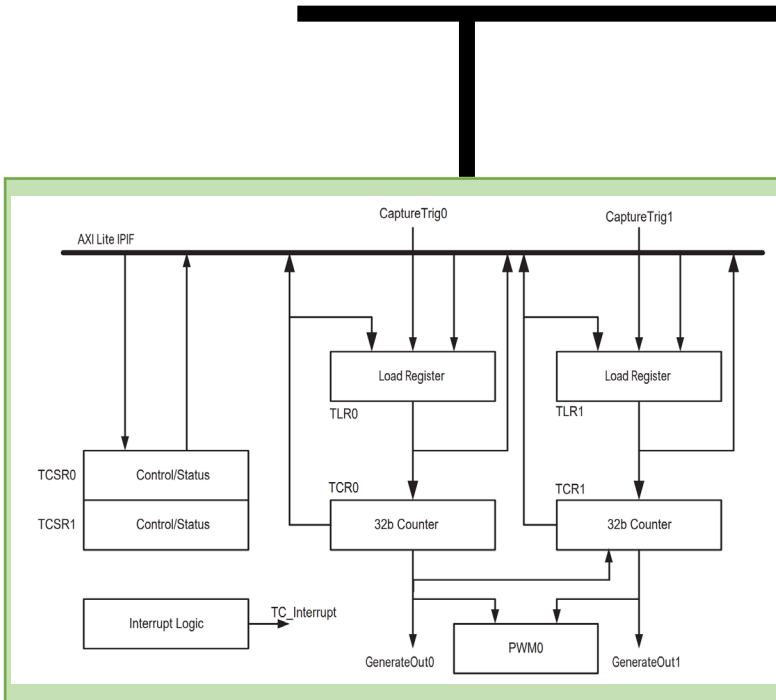 CaptureTrig0
CaptureTrig1
AXI Lite IPIF
Load Register
Load Register
TLR0
TLR1
TCSR0
Control/Status
TCR0
TCR1
TCSR1
Control/Status
32b Counter
32b Counter
Interrupt Logic
TC_Interrupt
PWM0
GenerateOut0
GenerateOut1